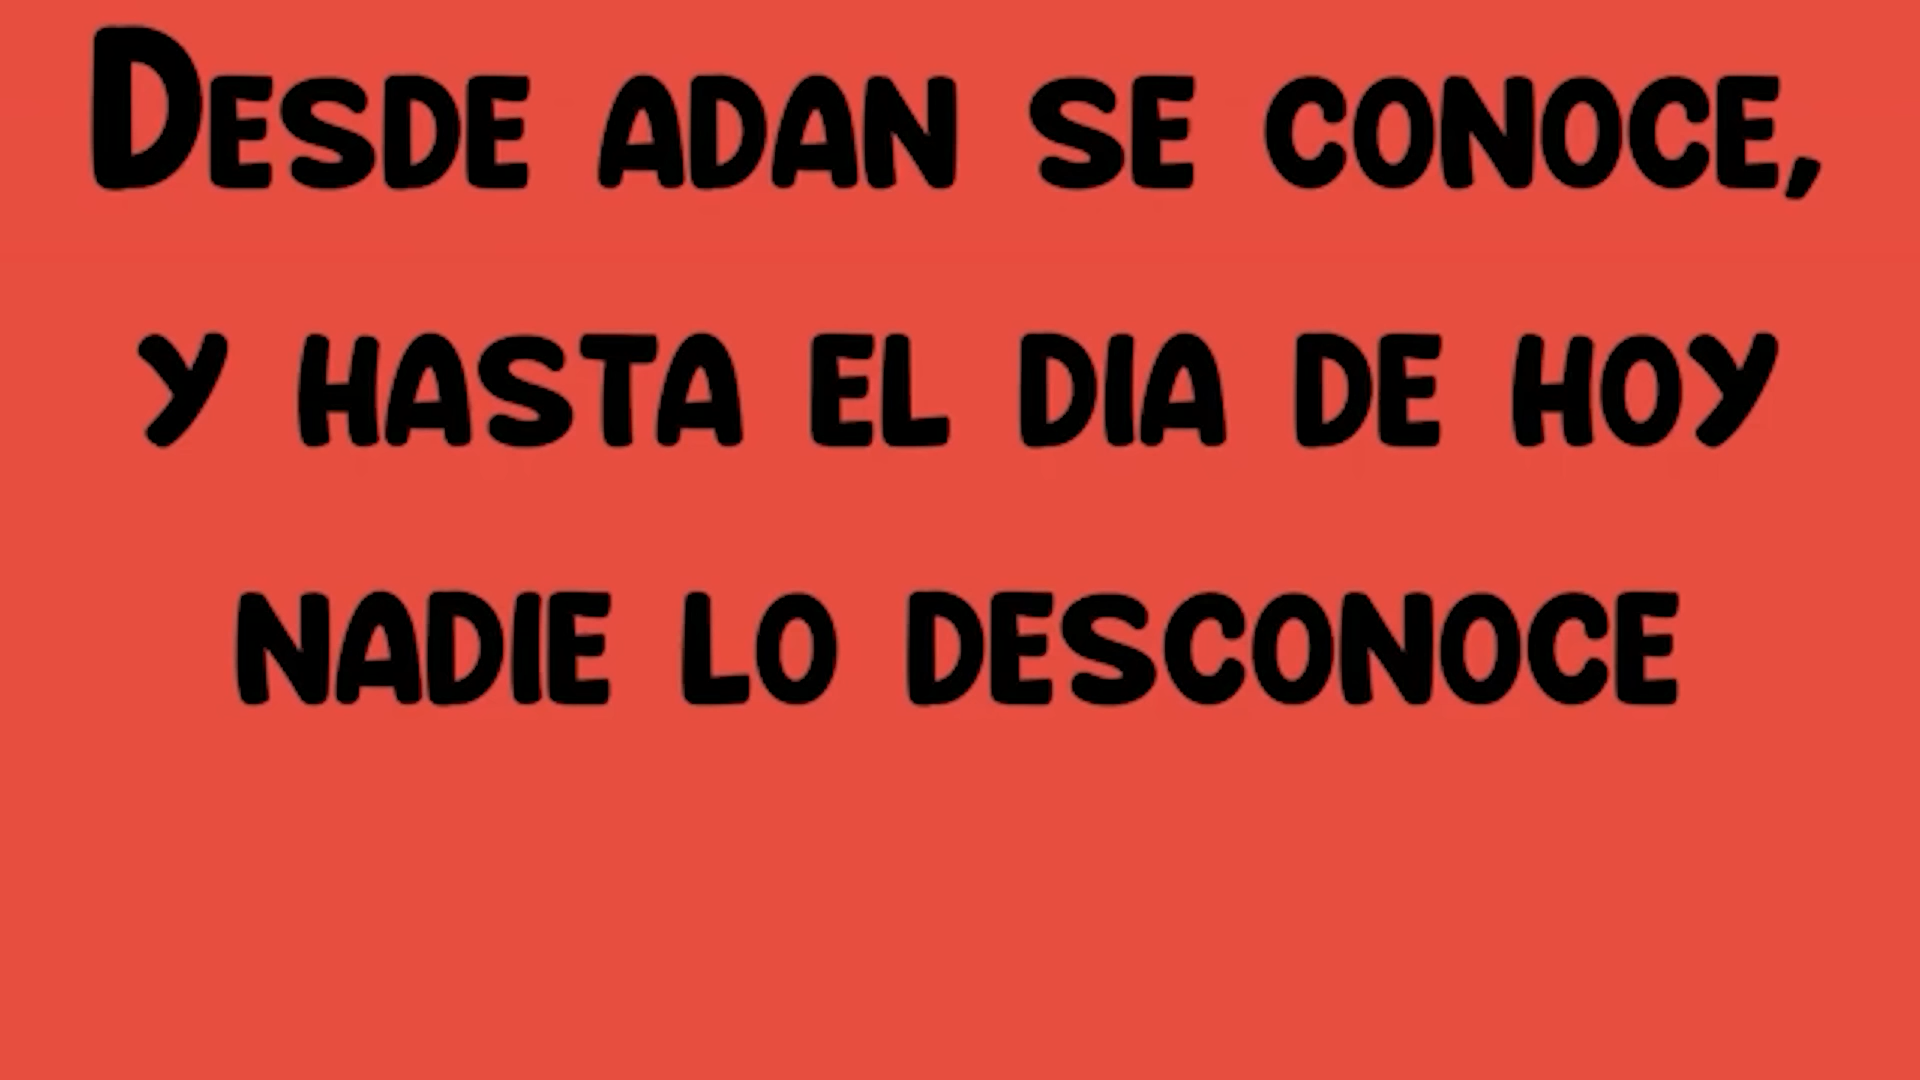 Desde adan se conoce,
y hasta el dia de hoy
nadie lo desconoce